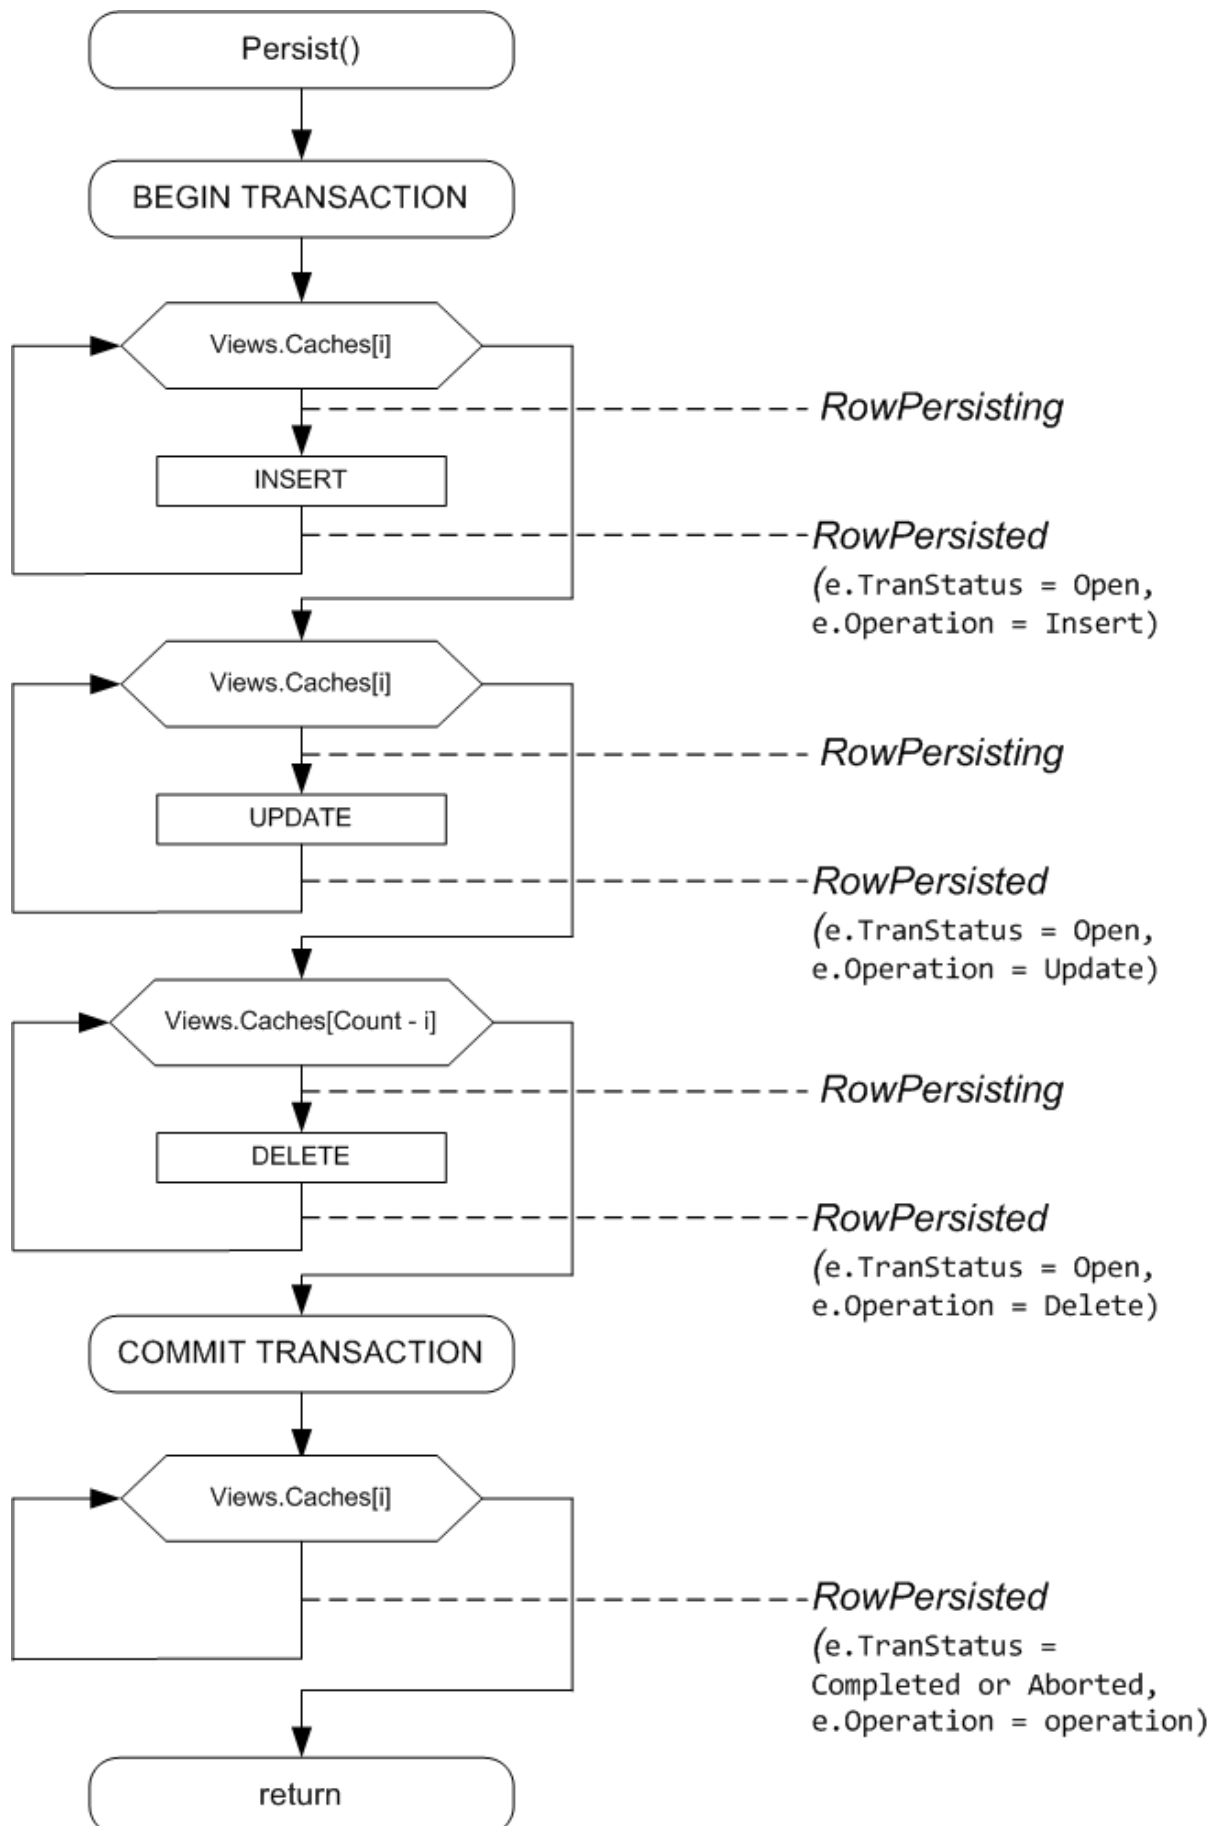 Persist()
BEGIN TRANSACTION
Views.Caches[i]
RowPersisting
INSERT
RowPersisted
(e.TranStatus = Open,
e.Operation = Insert)
Views.Caches[i]
RowPersisting
UPDATE
RowPersisted
(e.TranStatus = Open,
e.Operation = Update)
Views.Caches[Count - i]
RowPersisting
DELETE
RowPersisted
(e.TranStatus = Open,
e.Operation = Delete)
COMMIT TRANSACTION
Views.Caches[i]
RowPersisted
(e.TranStatus =
Completed or Aborted,
e.Operation = operation)
return